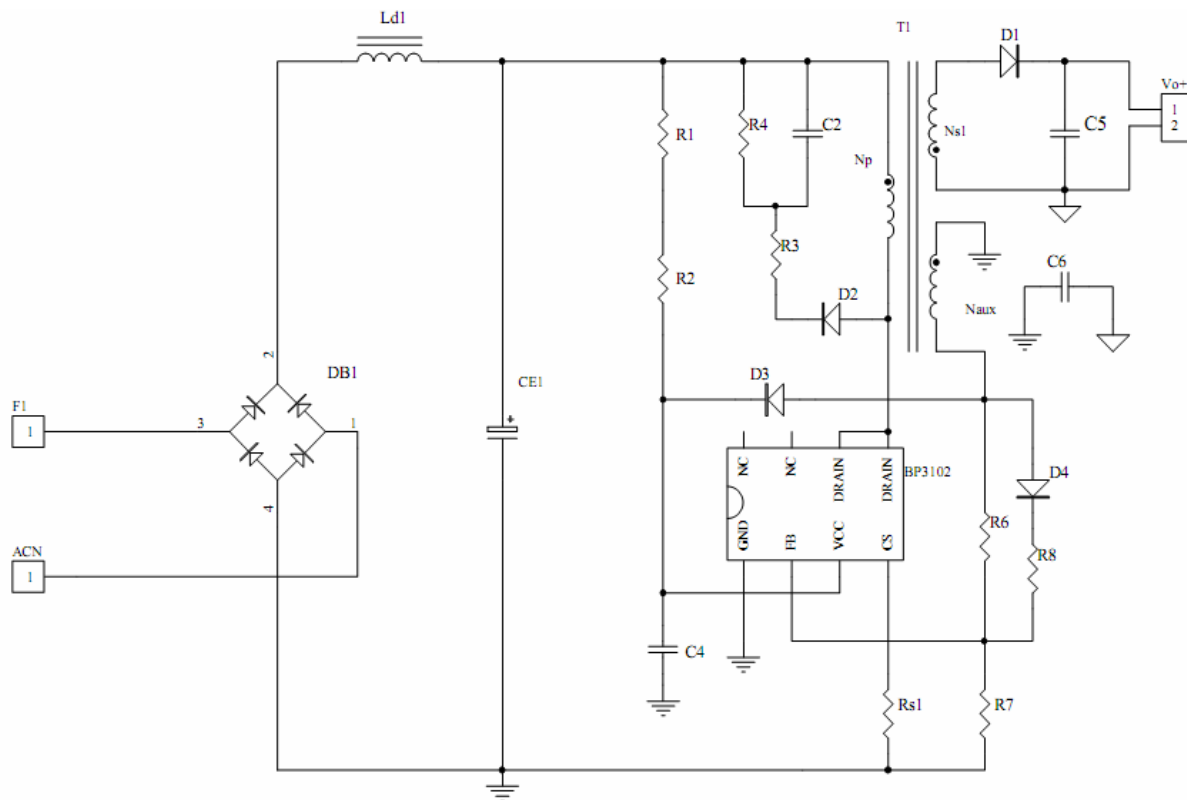 Ld1
T1
D1
Vo+
1
2
R1
R4
C2
Ns1
C5
Np
R3
R2
D2
C6
Naux
2
DB1
CE1
+
D3
F1
1
3
1
NC
NC
DRAIN
DRAIN
BP3102
D4
4
GND
FB
VCC
CS
R6
R8
ACN
1
C4
Rs1
R7